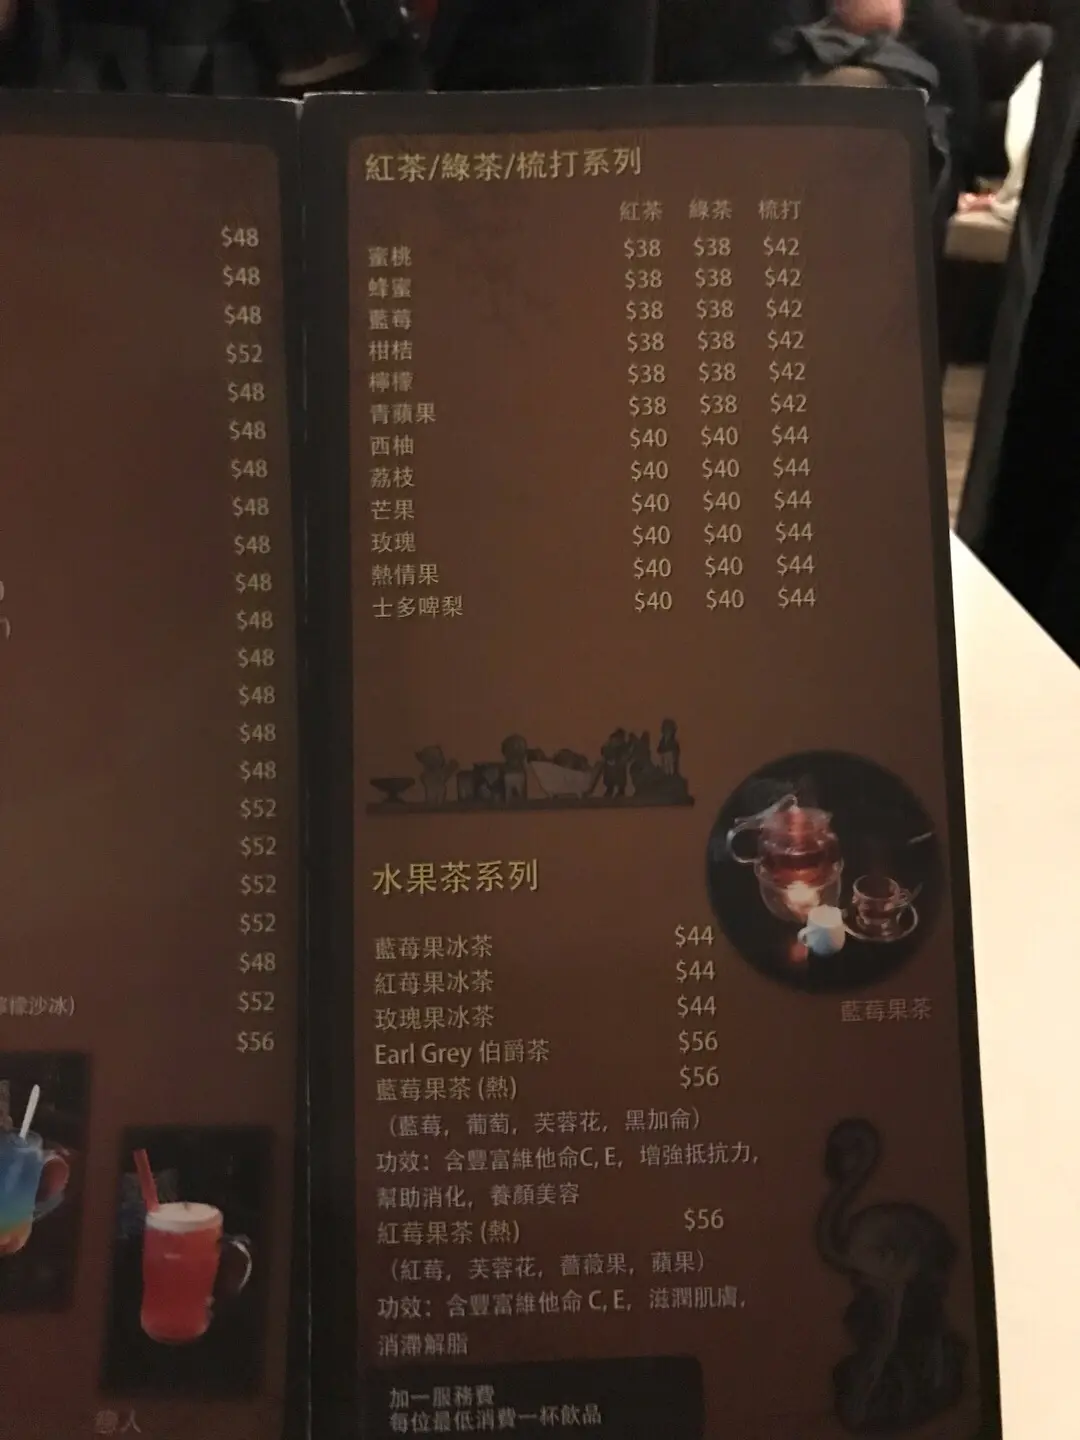 $48
$48
$48
$52
$48
$48
$48
$48
$48
$48
$48
$48
$48
$48
$48
$52
$52
$52
$52
$48
檸檬沙冰) $52
$56
戀人
紅茶/綠茶/梳打系列
紅茶 綠茶 梳打
蜜桃 $38 $38 $42
蜂蜜 $38 $38 $42
藍莓 $38 $38 $42
柑桔 $38 $38 $42
檸檬 $38 $38 $42
青蘋果 $38 $38 $42
西柚 $40 $40 $44
荔枝 $40 $40 $44
芒果 $40 $40 $44
玫瑰 $40 $40 $44
熱情果 $40 $40 $44
士多啤梨 $40 $40 $44
水果茶系列
藍莓果冰茶 $44
紅莓果冰茶 $44
玫瑰果冰茶 $44
Earl Grey 伯爵茶 $56
藍莓果茶 (熱) $56
（藍莓，葡萄，芙蓉花，黑加侖）
功效：含豐富維他命C, E，增強抵抗力，
幫助消化，養顏美容
紅莓果茶 (熱) $56
（紅莓，芙蓉花，薔薇果，蘋果）
功效：含豐富維他命 C, E，滋潤肌膚，
消滯解脂
藍莓果茶
加一服務費
每位最低消費一杯飲品